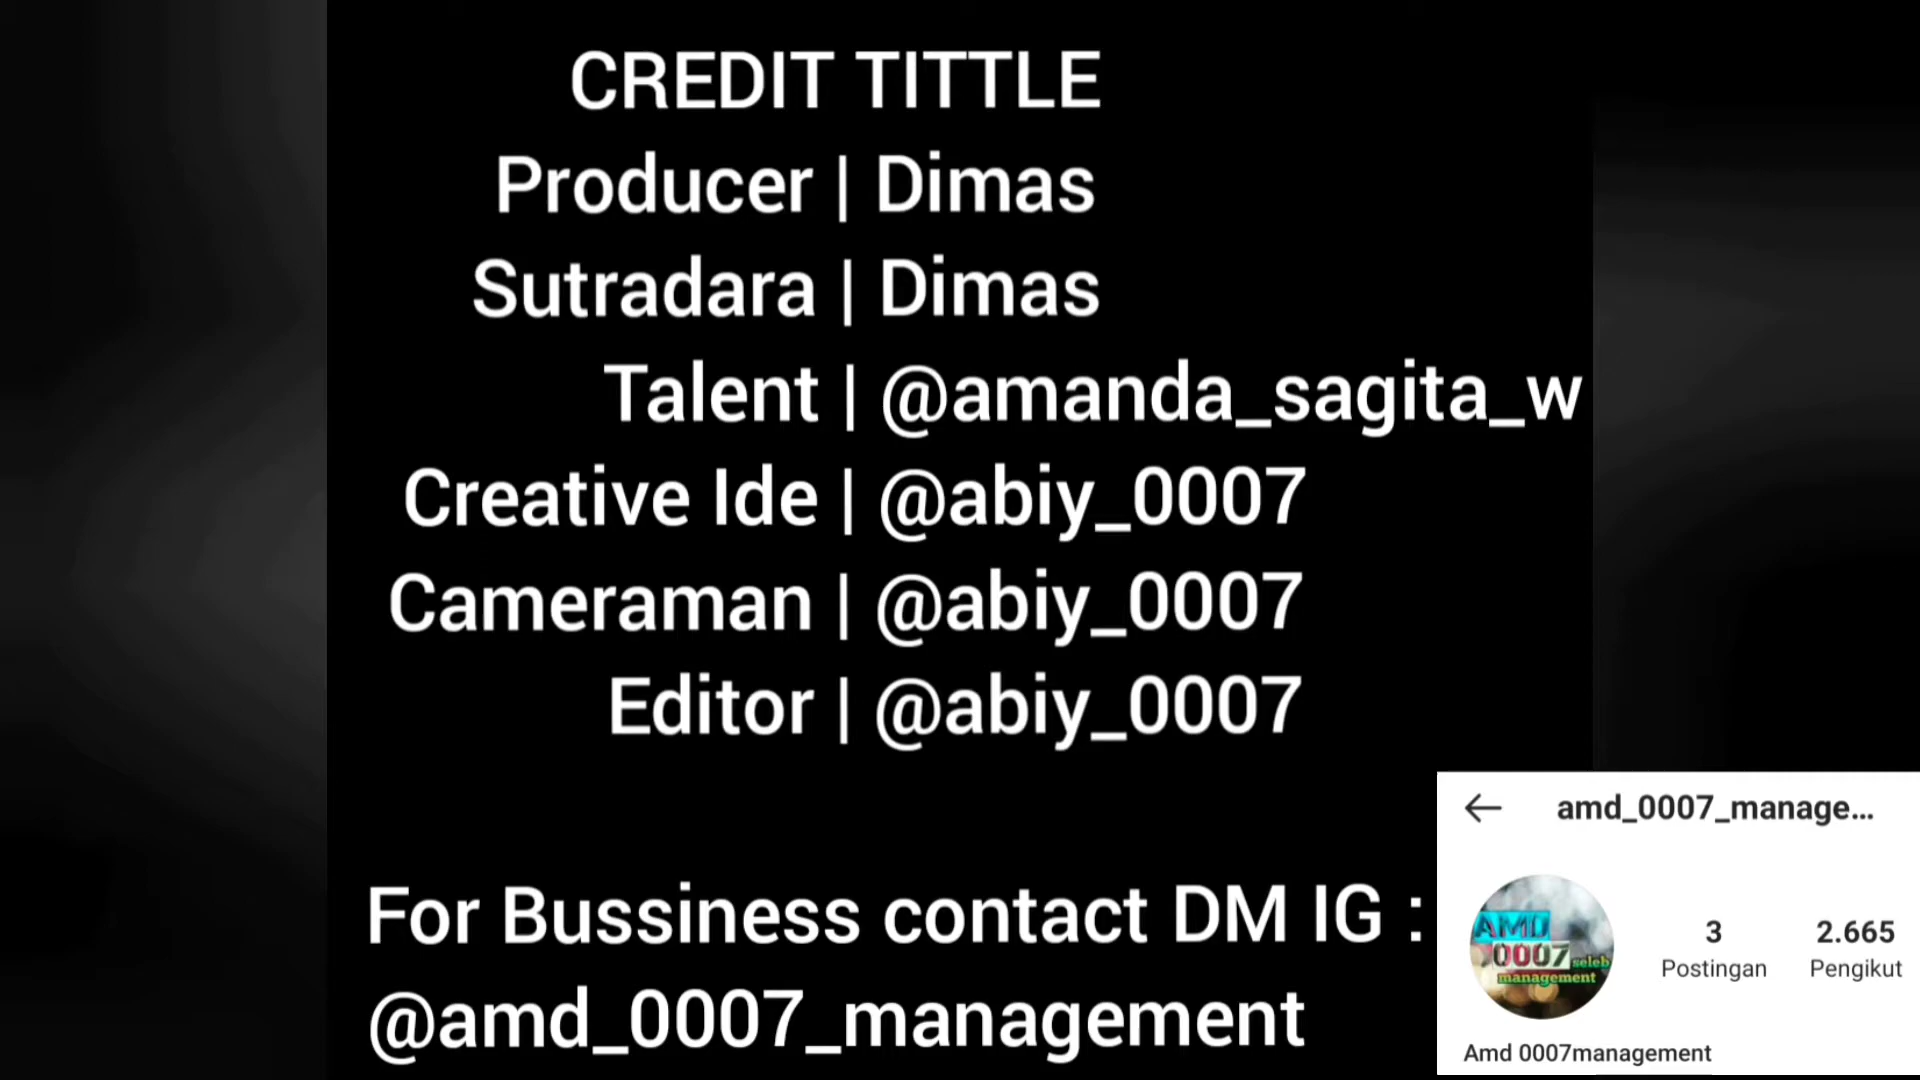 CREDIT TITTLE
Producer | Dimas
Sutradara | Dimas
Talent | @amanda_sagita_w
Creative Ide | @abiy_0007
Cameraman | @abiy_0007
Editor | @abiy_0007
For Bussiness contact DM IG :
@amd_0007_management
amd_0007_manage...
AMD
0007 seleb
management
3
Postingan
2.665
Pengikut
Amd 0007management